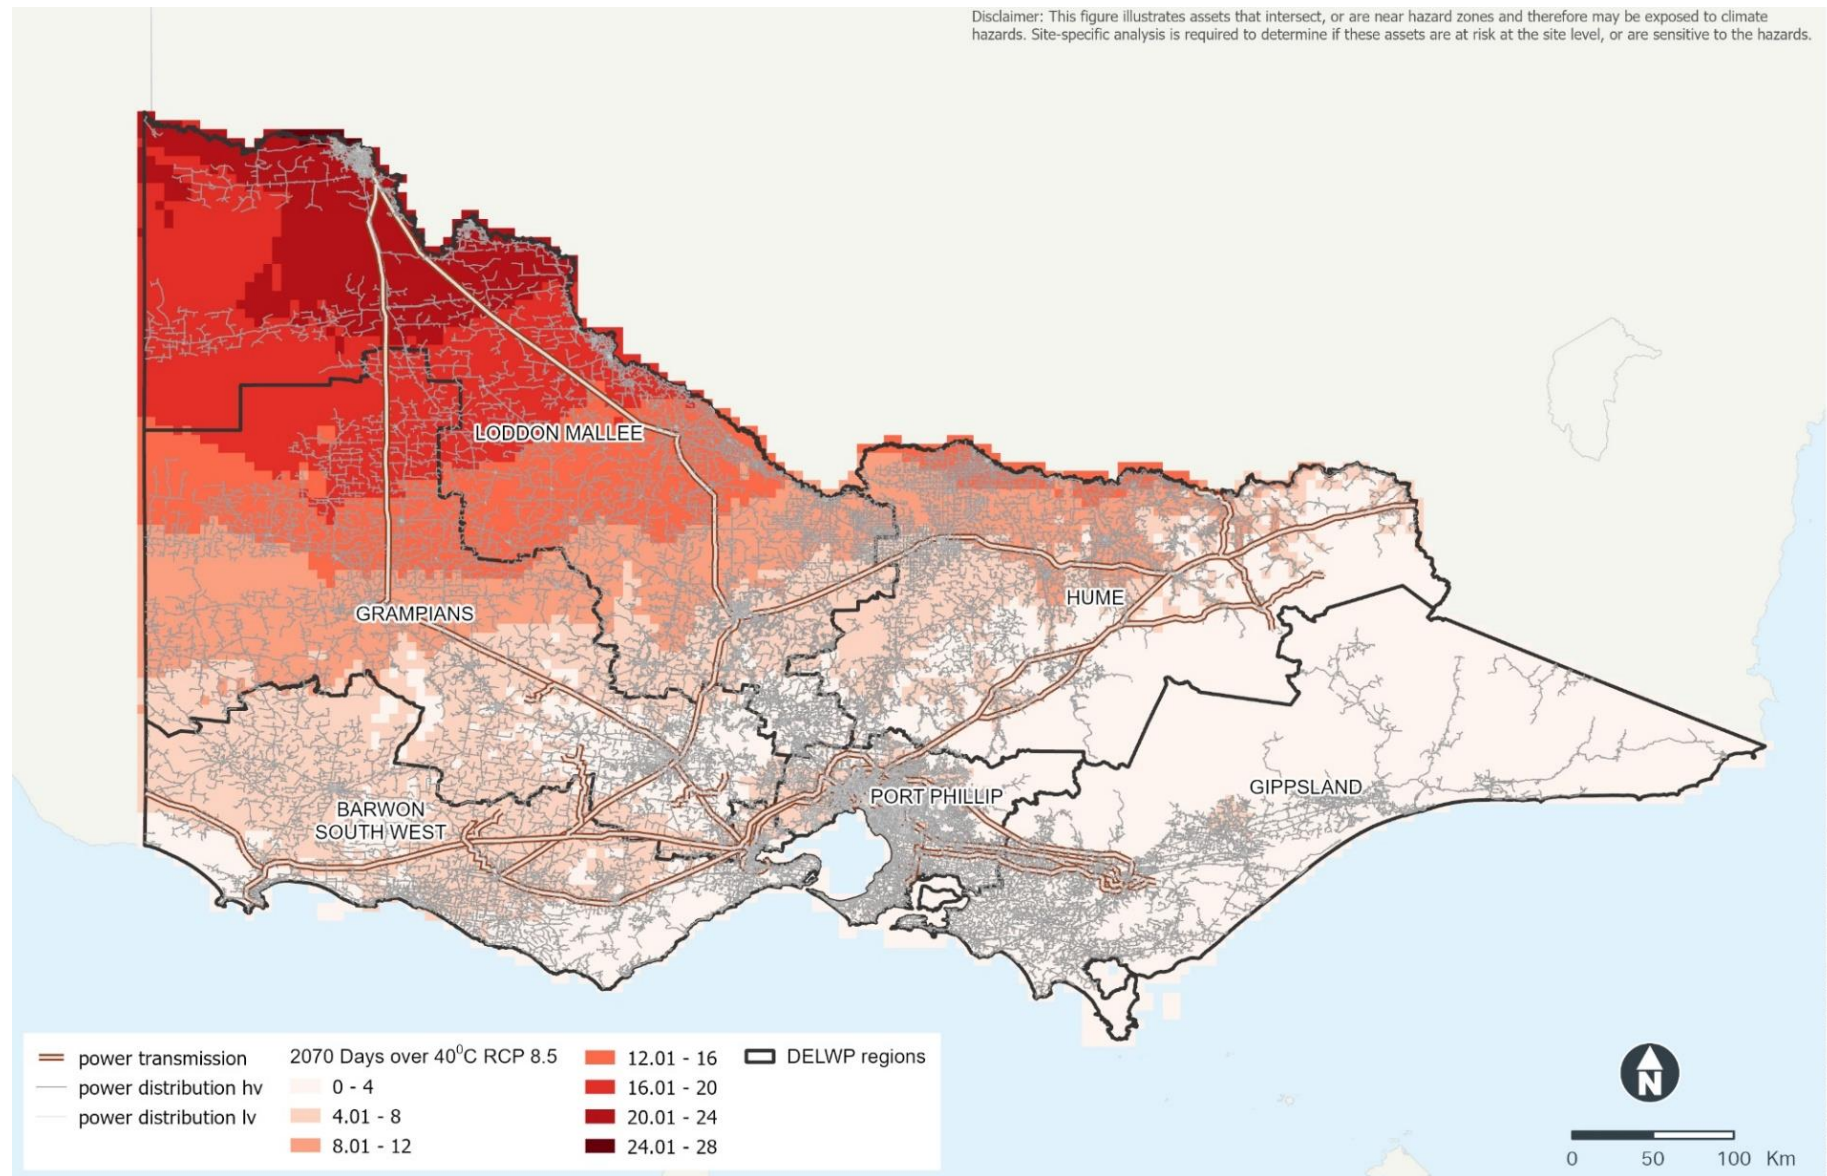 Disclaimer: This figure illustrates assets that intersect, or are near hazard zones and therefore may be exposed to climate
hazards. Site-specific analysis is required to determine if these assets are at risk at the site level, or are sensitive to the hazards.
LODDON MALLEE
GRAMPIANS
HUME
BARWON
SOUTH WEST
PORT PHILLIP
GIPPSLAND
power transmission
power distribution hv
power distribution lv
2070 Days over 40⁰C RCP 8.5
0 - 4
4.01 - 8
8.01 - 12
12.01 - 16
16.01 - 20
20.01 - 24
24.01 - 28
DELWP regions
N
0 50 100 Km